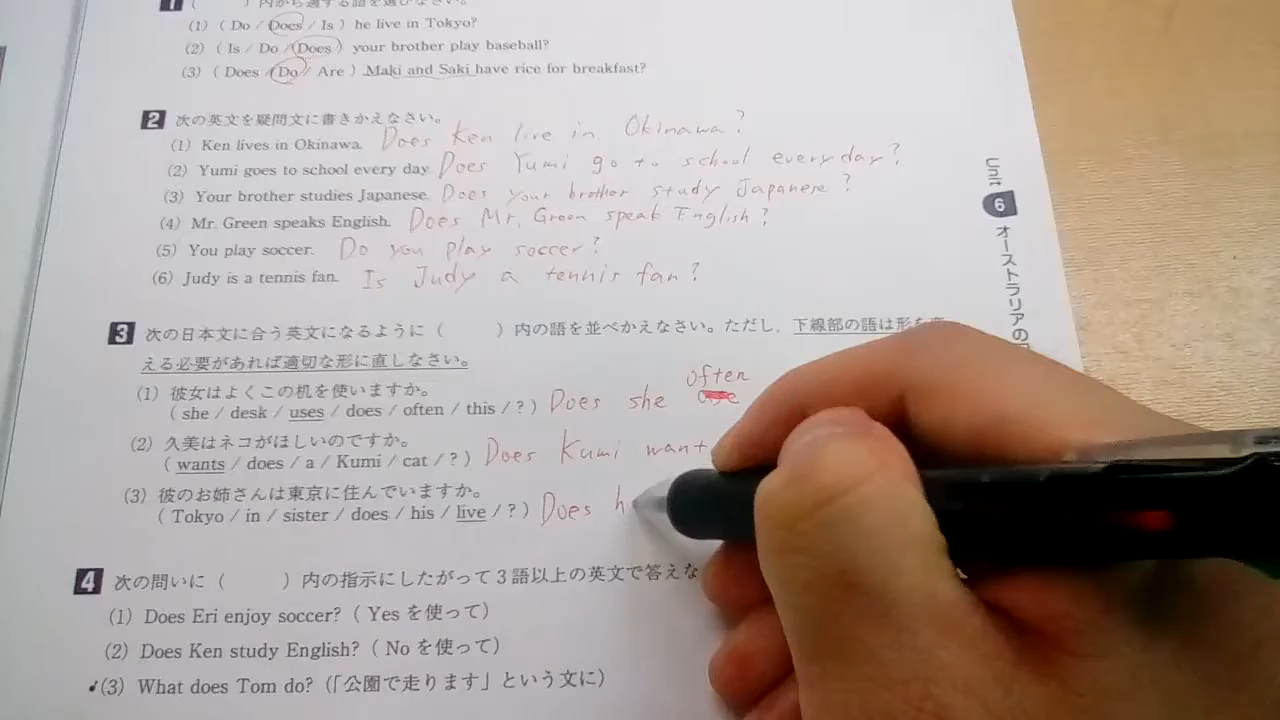 1 ( ) 内から適する語を選びなさい。
(1) ( Do / Does / Is ) he live in Tokyo?
(2) ( Is / Do / Does ) your brother play baseball?
(3) ( Does / Do / Are ) Maki and Saki have rice for breakfast?
2 次の英文を疑問文に書きかえなさい。
(1) Ken lives in Okinawa. Does Ken live in Okinawa?
(2) Yumi goes to school every day. Does Yumi go to school every day?
(3) Your brother studies Japanese. Does your brother study Japanese?
(4) Mr. Green speaks English. Does Mr. Green speak English?
(5) You play soccer. Do you play soccer?
(6) Judy is a tennis fan. Is Judy a tennis fan?
3 次の日本文に合う英文になるように ( ) 内の語を並べかえなさい。ただし，下線部の語は形を変
える必要があれば適切な形に直しなさい。
(1) 彼女はよくこの机を使いますか。
often
( she / desk / uses / does / often / this / ? ) Does she
(2) 久美はネコがほしいのですか。
( wants / does / a / Kumi / cat / ? ) Does Kumi want
(3) 彼のお姉さんは東京に住んでいますか。
( Tokyo / in / sister / does / his / live / ? ) Does h
4 次の問いに ( ) 内の指示にしたがって3語以上の英文で答えな
(1) Does Eri enjoy soccer? ( Yes を使って)
(2) Does Ken study English? ( No を使って)
(3) What does Tom do? (「公園で走ります」という文に)
Unit 6 オーストラリアの